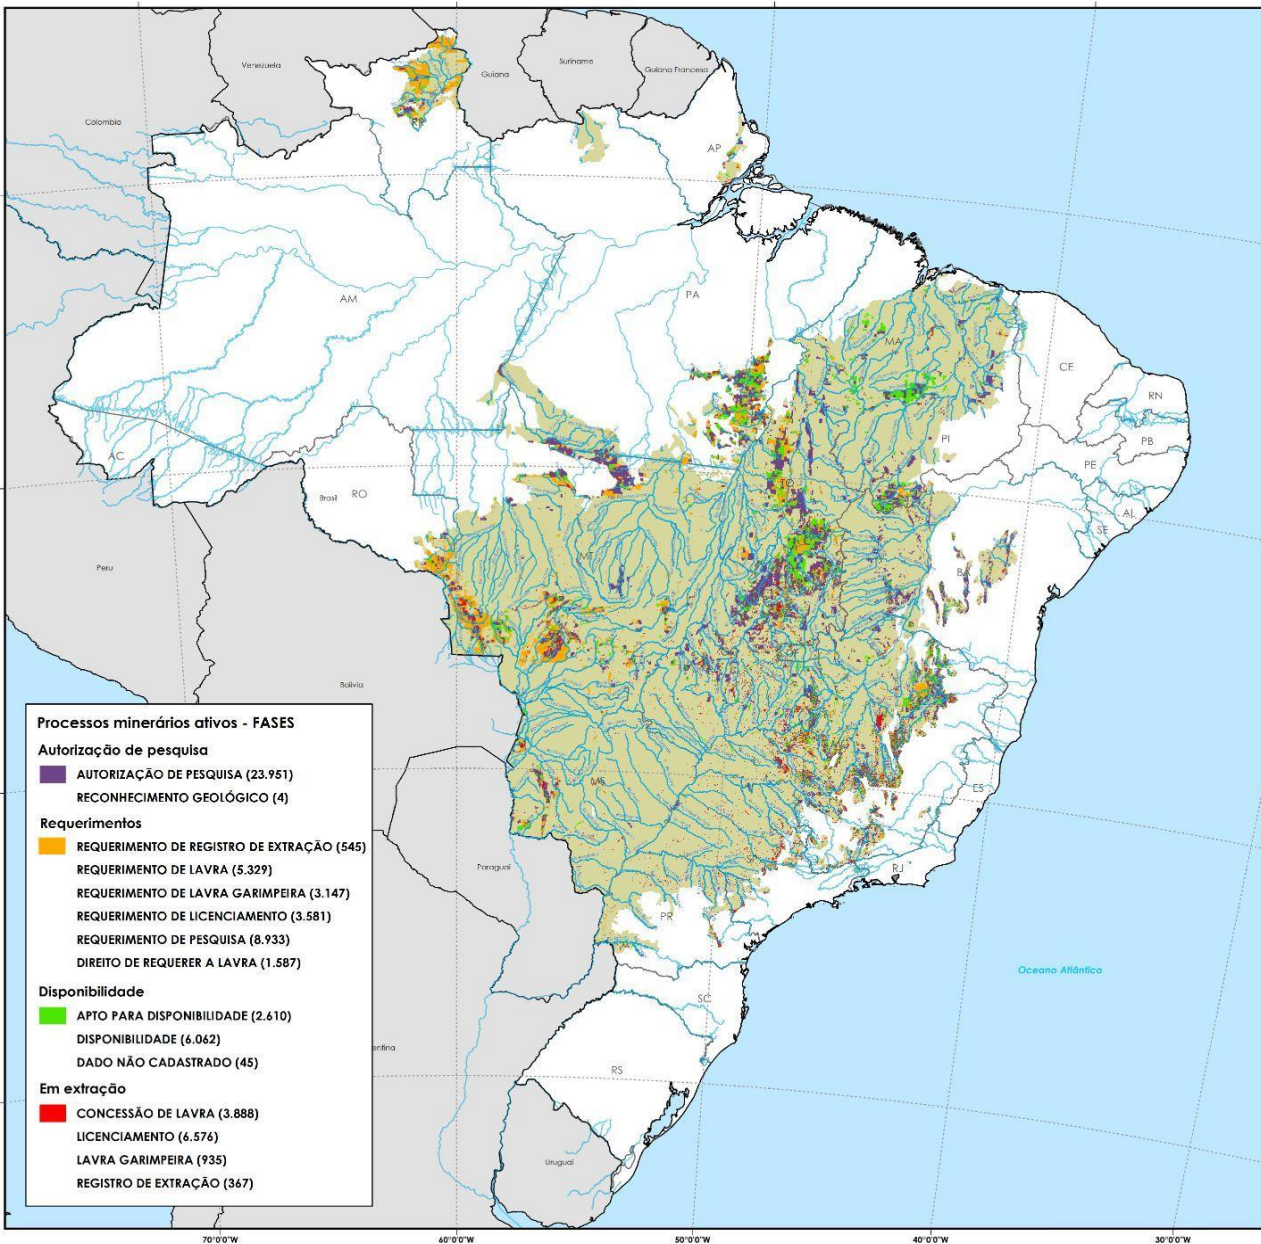 Venezuela
Suriname
Guiana
Guiana Francesa
Colombia
AP
AM
PA
MA
CE
RN
PB
PI
PE
AC
Brasil
RO
TO
AL
SE
Peru
MT
BA
DF
Bolívia
MS
ES
Paraguai
RJ
PR
SC
RS
Oceano Atlântico
entina
Uruguai
Processos minerários ativos - FASES
Autorização de pesquisa
AUTORIZAÇÃO DE PESQUISA (23.951)
RECONHECIMENTO GEOLÓGICO (4)
Requerimentos
REQUERIMENTO DE REGISTRO DE EXTRAÇÃO (545)
REQUERIMENTO DE LAVRA (5.329)
REQUERIMENTO DE LAVRA GARIMPEIRA (3.147)
REQUERIMENTO DE LICENCIAMENTO (3.581)
REQUERIMENTO DE PESQUISA (8.933)
DIREITO DE REQUERER A LAVRA (1.587)
Disponibilidade
APTO PARA DISPONIBILIDADE (2.610)
DISPONIBILIDADE (6.062)
DADO NÃO CADASTRADO (45)
Em extração
CONCESSÃO DE LAVRA (3.888)
LICENCIAMENTO (6.576)
LAVRA GARIMPEIRA (935)
REGISTRO DE EXTRAÇÃO (367)
70°0'0"W 60°0'0"W 50°0'0"W 40°0'0"W 30°0'0"W